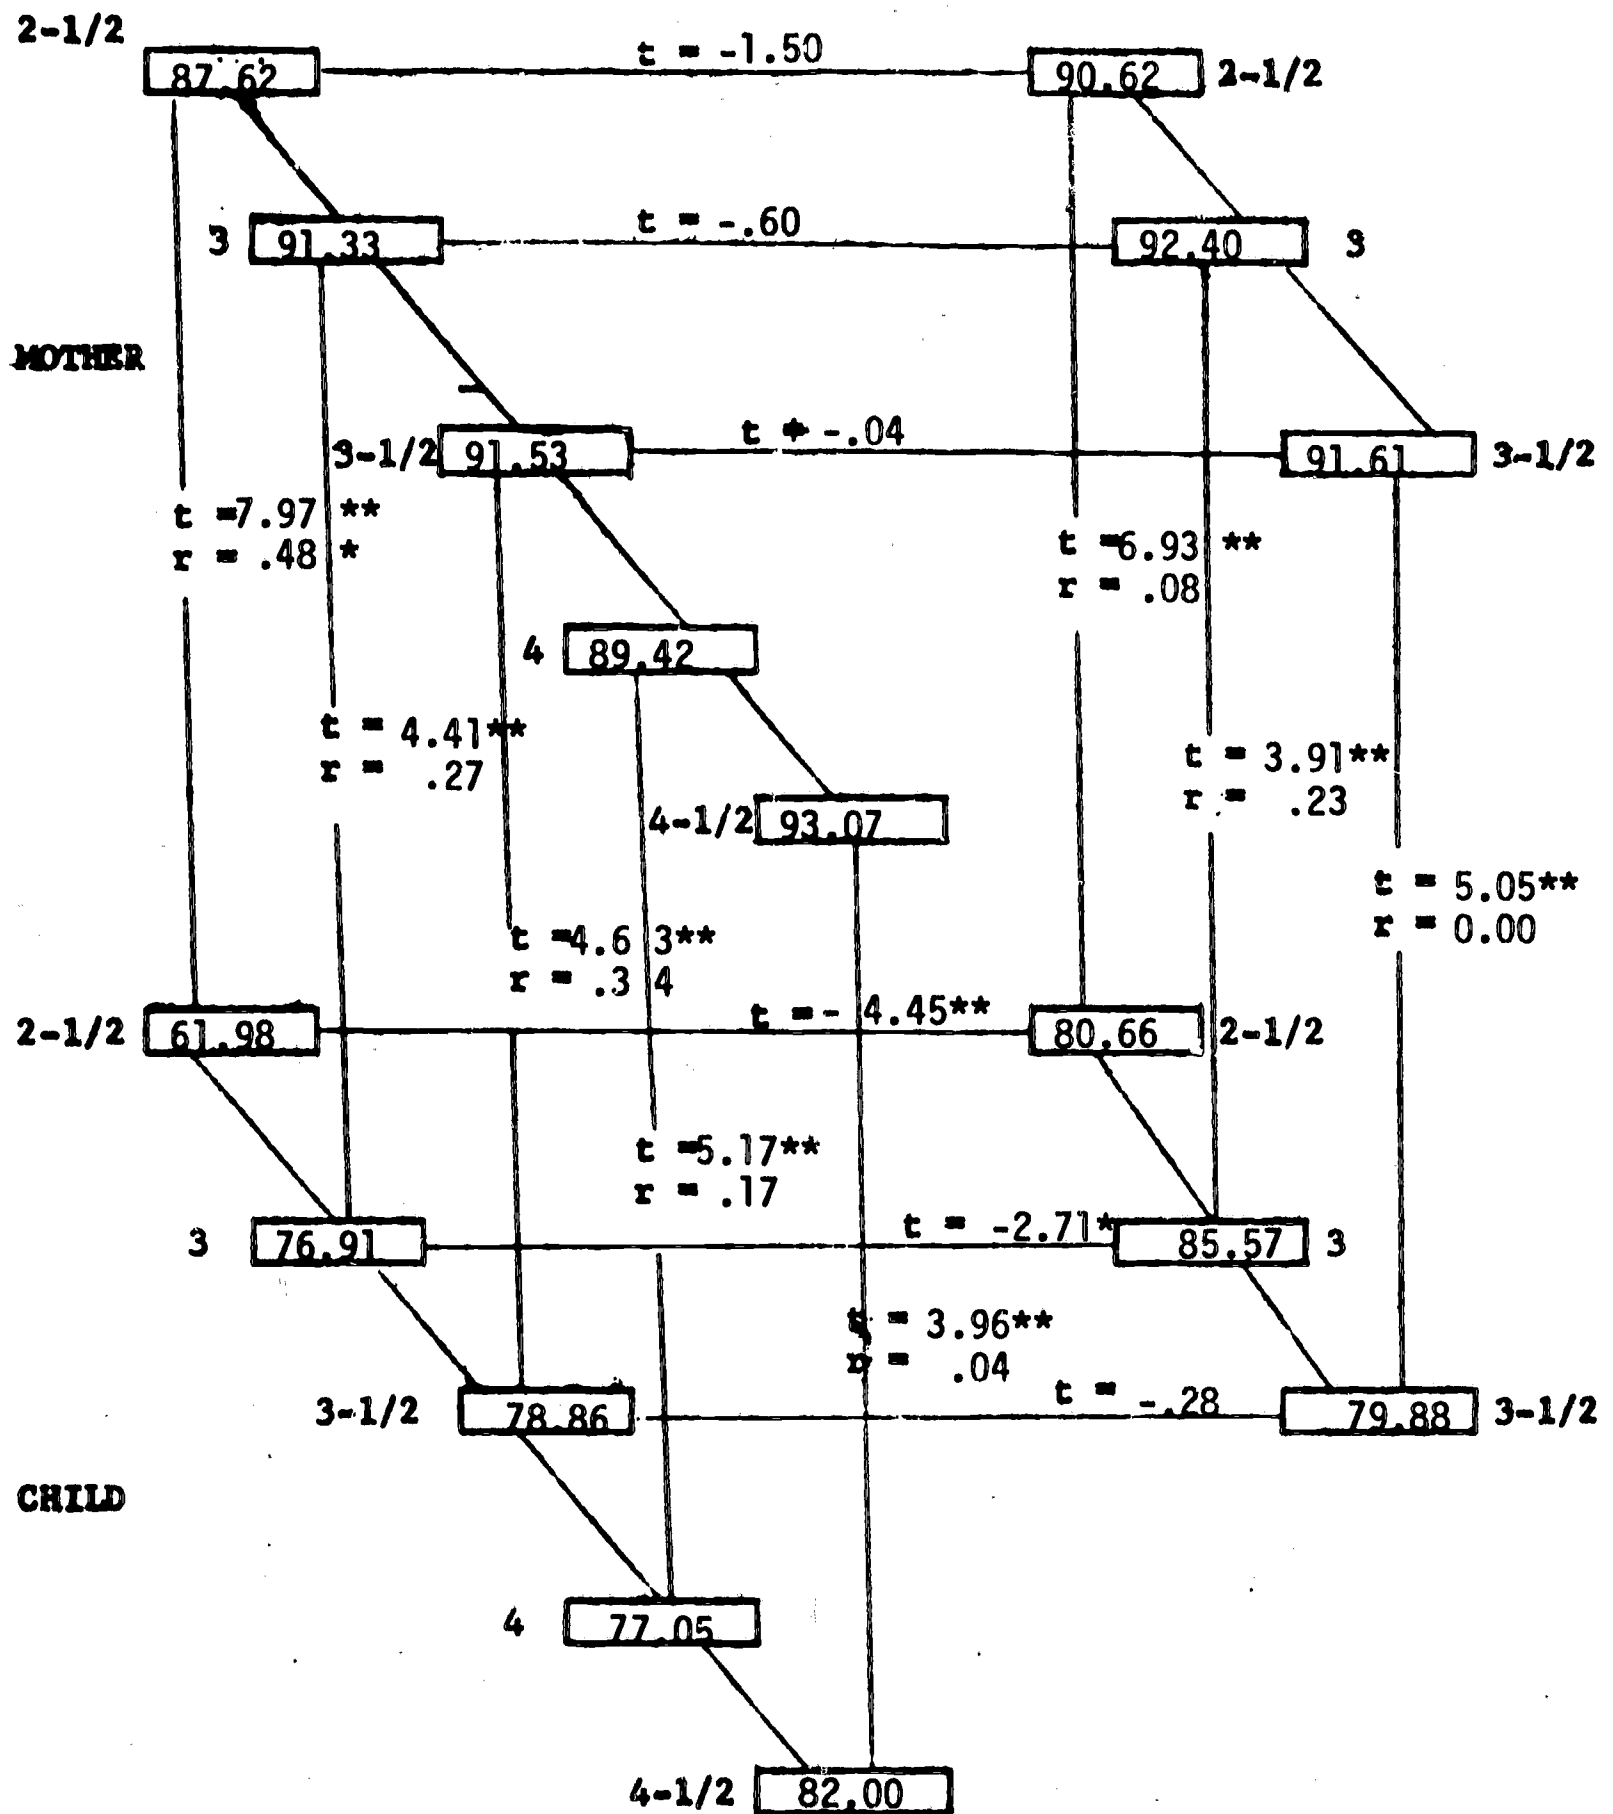 2-1/2
87.62 t = -1.50 90.62 2-1/2
3 91.33 t = -.60 92.40 3
MOTHER
3-1/2 91.53 t = -.04 91.61 3-1/2
t =7.97 **
r = .48 *
t =6.93 **
r = .08
4 89.42
t = 4.41**
r = .27
t = 3.91**
r = .23
4-1/2 93.07
t = 5.05**
r = 0.00
t =4.6 3**
r = .3 4
2-1/2 61.98 t = - 4.45** 80.66 2-1/2
t =5.17**
r = .17
3 76.91 t = -2.71* 85.57 3
t = 3.96**
r = .04
3-1/2 78.86 t = -.28 79.88 3-1/2
CHILD
4 77.05
4-1/2 82.00